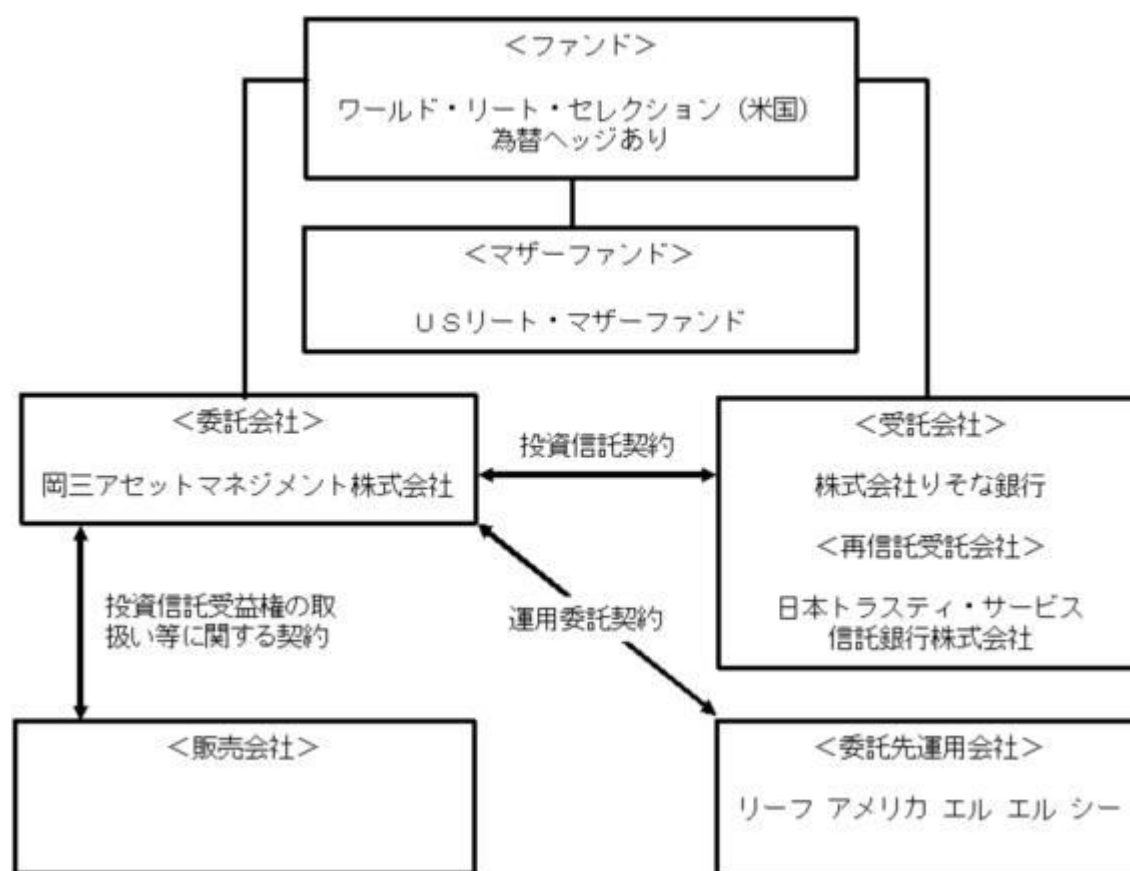 <ファンド>
ワールド・リート・セレクション（米国）
為替ヘッジあり
<マザーファンド>
ＵＳリート・マザーファンド
<委託会社>
岡三アセットマネジメント株式会社
投資信託契約
<受託会社>
株式会社りそな銀行
<再信託受託会社>
日本トラスティ・サービス
信託銀行株式会社
投資信託受益権の取
扱い等に関する契約
運用委託契約
<販売会社>
<委託先運用会社>
リーフ アメリカ エル エル シー